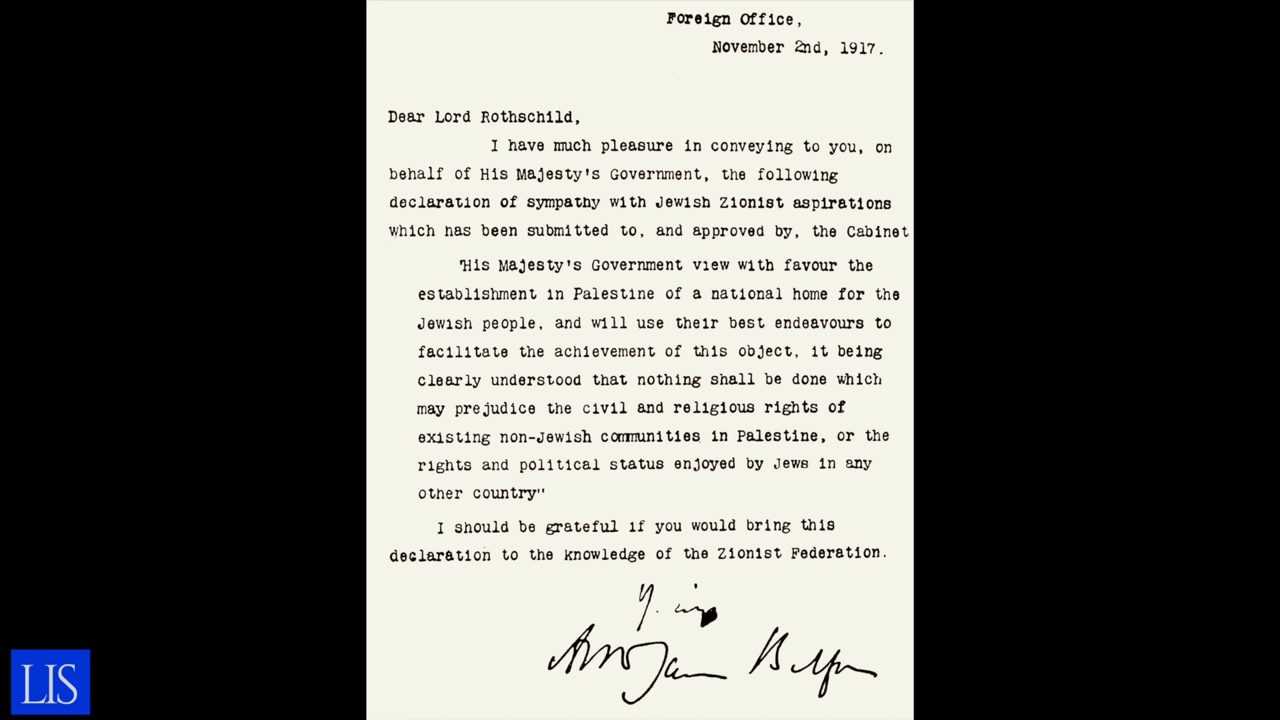 Foreign Office,
November 2nd, 1917.
Dear Lord Rothschild,
I have much pleasure in conveying to you, on
behalf of His Majesty's Government, the following
declaration of sympathy with Jewish Zionist aspirations
which has been submitted to, and approved by, the Cabinet
"His Majesty's Government view with favour the
establishment in Palestine of a national home for the
Jewish people, and will use their best endeavours to
facilitate the achievement of this object, it being
clearly understood that nothing shall be done which
may prejudice the civil and religious rights of
existing non-Jewish communities in Palestine, or the
rights and political status enjoyed by Jews in any
other country"
I should be grateful if you would bring this
declaration to the knowledge of the Zionist Federation.
Balfour
LIS